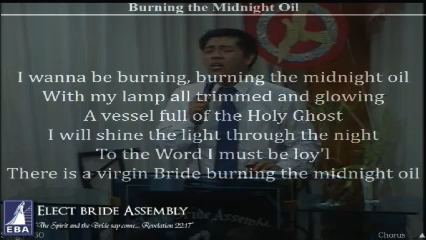 Burning the Midnight Oil
I wanna be burning, burning the midnight oil
With my lamp all trimmed and glowing
A vessel full of the Holy Ghost
I will shine the light through the night
To the Word I must be loy'l
There is a virgin Bride burning the midnight oil
ELECT BRIDE ASSEMBLY
The Spirit and the Bride say come... Revelation 22:17
EBA
Chorus